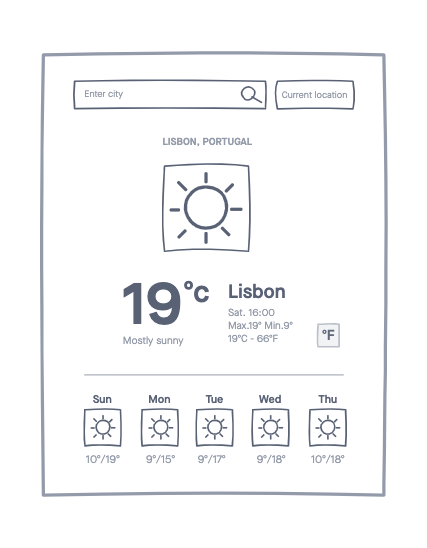 Enter city
Current location
LISBON, PORTUGAL
19°C
Mostly sunny
Lisbon
Sat. 16:00
Max.19° Min.9°
19°C - 66°F
°F
Sun Mon Tue Wed Thu
10°/19° 9°/15° 9°/17° 9°/18° 10°/18°